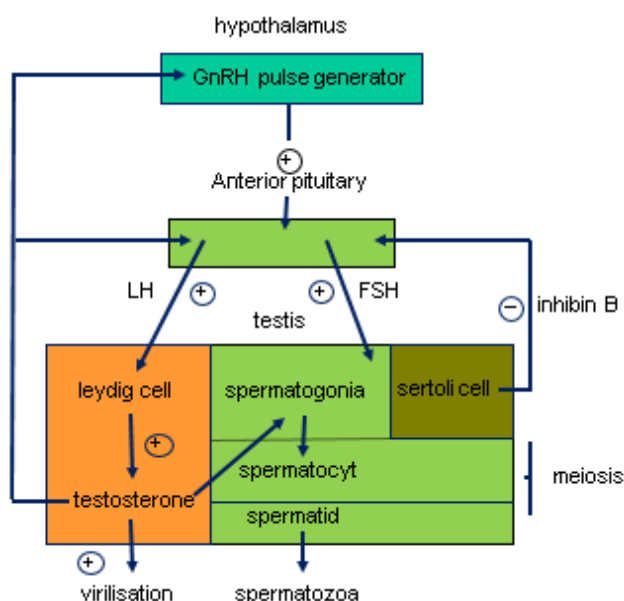 hypothalamus
GnRH pulse generator
+
Anterior pituitary
LH
+
+
FSH
−
inhibin B
testis
leydig cell
spermatogonia
sertoli cell
+
spermatocyt
meiosis
testosterone
spermatid
+
virilisation
spermatozoa